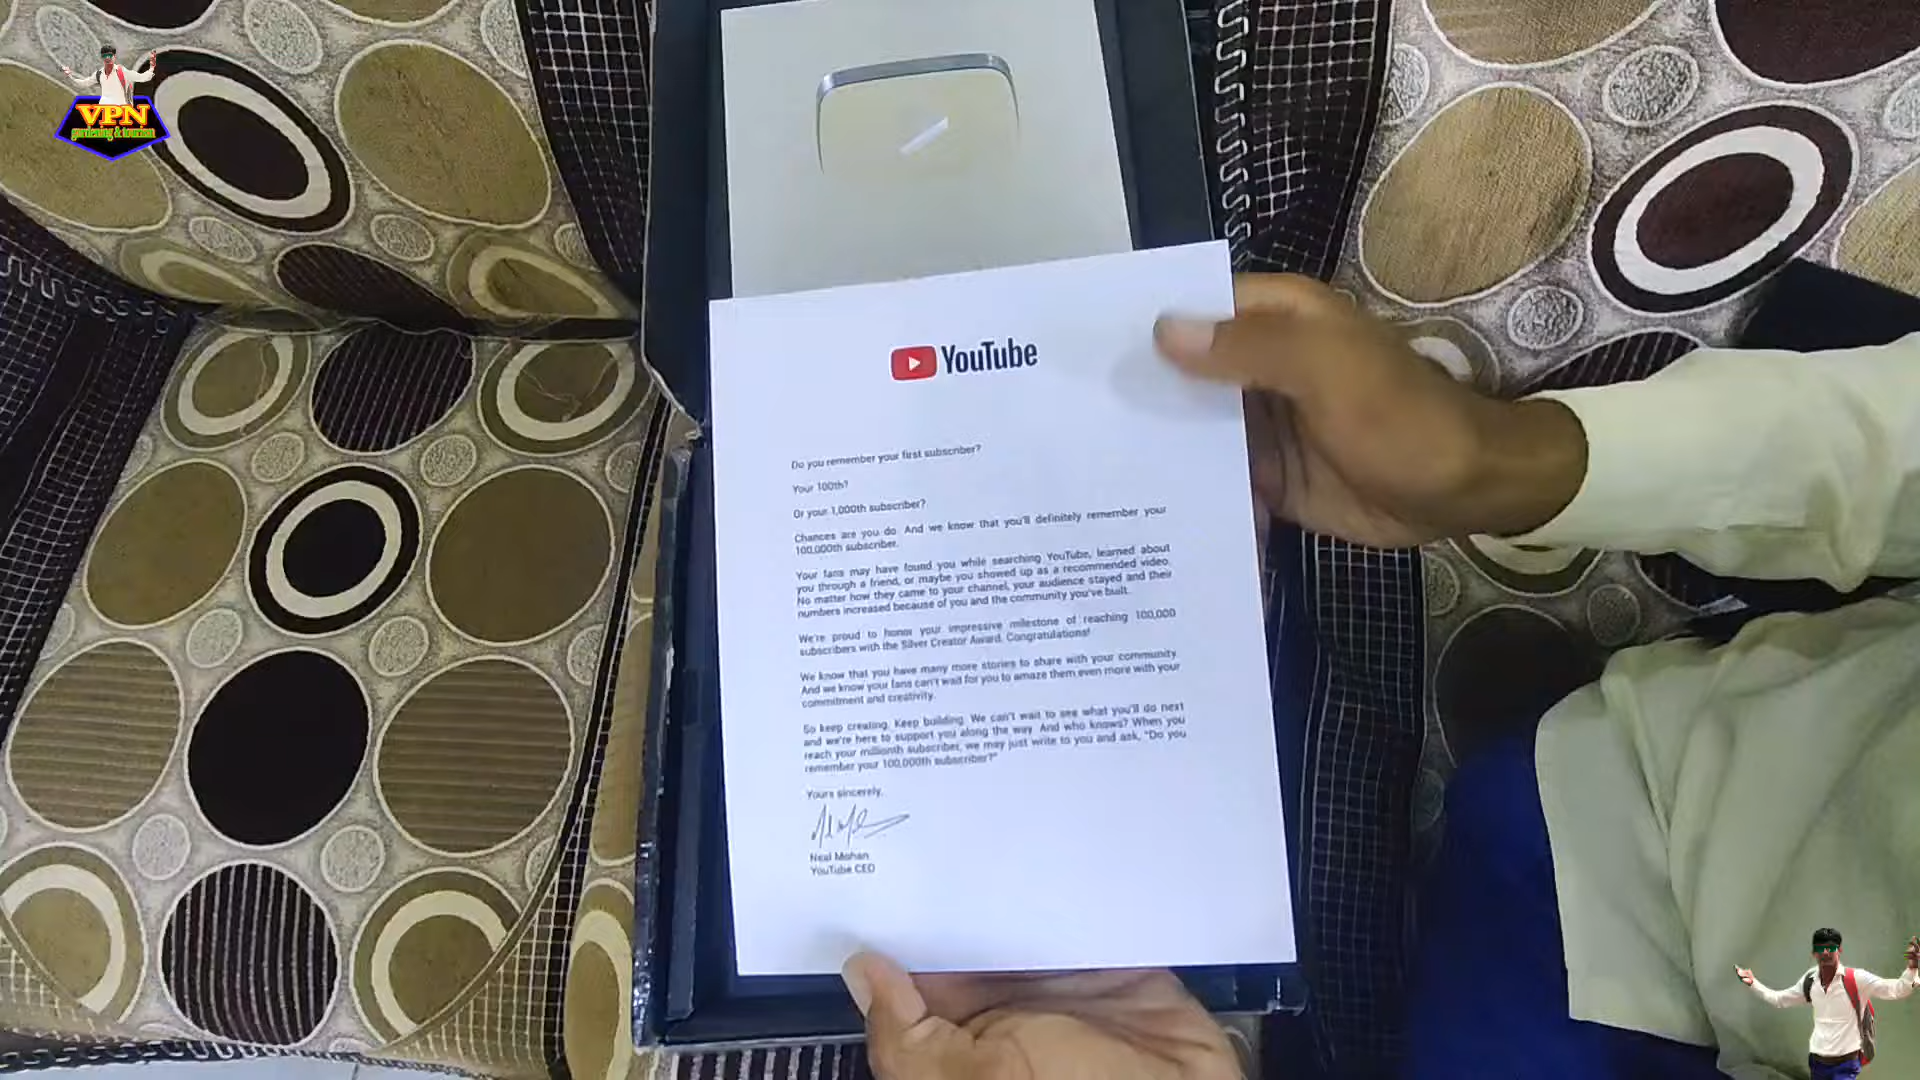 VPN
gardening & tourism
YouTube
Do you remember your first subscriber?
Your 100th?
Or your 1,000th subscriber?
Chances are you do. And we know that you'll definitely remember your
100,000th subscriber.
Your fans may have found you while searching YouTube, learned about
you through a friend, or maybe you showed up as a recommended video.
No matter how they came to your channel, your audience stayed and their
numbers increased because of you and the community you've built.
We're proud to honor your impressive milestone of reaching 100,000
subscribers with the Silver Creator Award. Congratulations!
We know that you have many more stories to share with your community.
And we know your fans can't wait for you to amaze them even more with your
commitment and creativity.
So keep creating. Keep building. We can't wait to see what you'll do next
and we're here to support you along the way. And who knows? When you
reach your millionth subscriber, we may just write to you and ask, "Do you
remember your 100,000th subscriber?"
Yours sincerely,
Neal Mohan
YouTube CEO